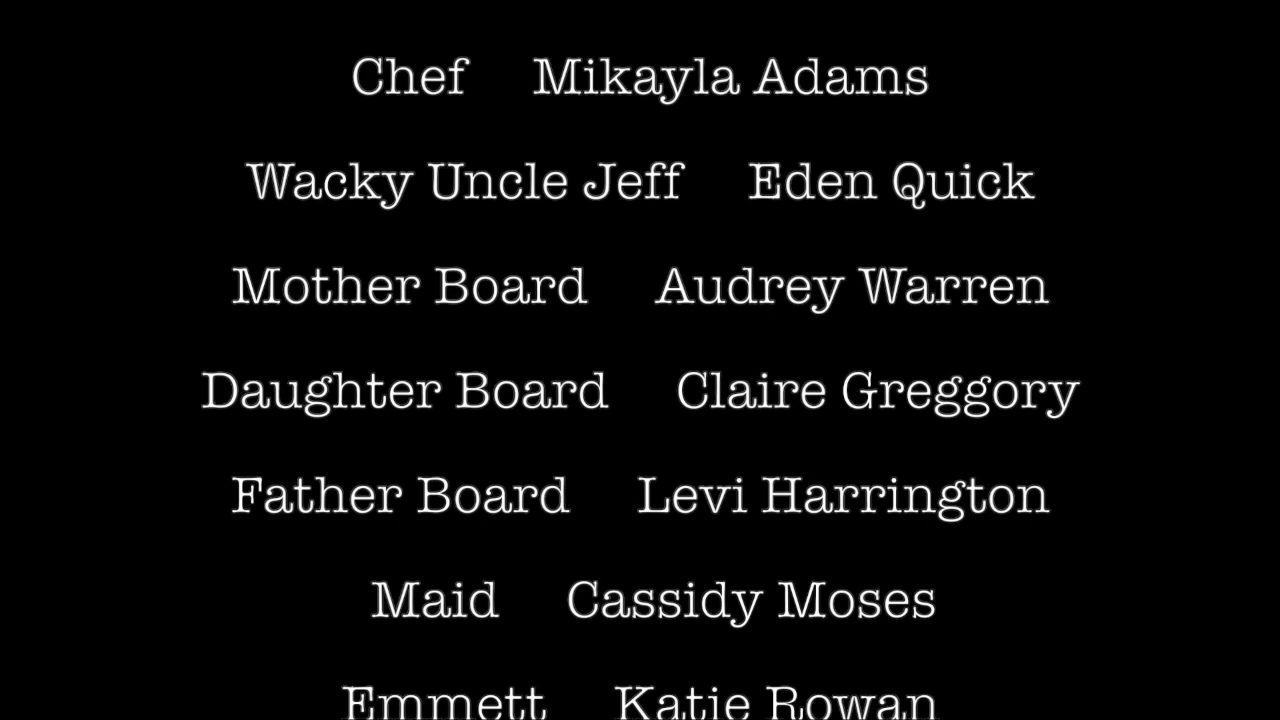 Chef Mikayla Adams
Wacky Uncle Jeff Eden Quick
Mother Board Audrey Warren
Daughter Board Claire Greggory
Father Board Levi Harrington
Maid Cassidy Moses
Emmett Katie Rowan